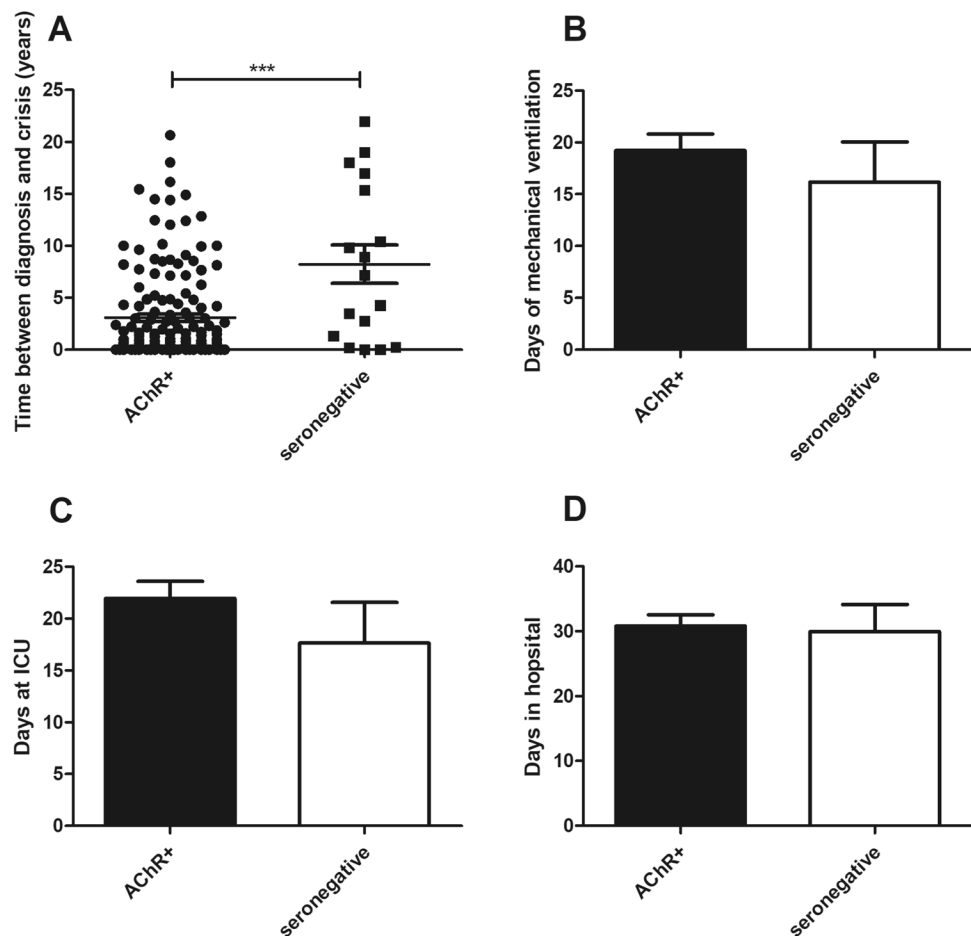 A
Time between diagnosis and crisis (years)
25
20
15
10
5
0
***
AChR+
seronegative
B
Days of mechanical ventilation
25
20
15
10
5
0
AChR+
seronegative
C
Days at ICU
25
20
15
10
5
0
AChR+
seronegative
D
Days in hopsital
40
30
20
10
0
AChR+
seronegative